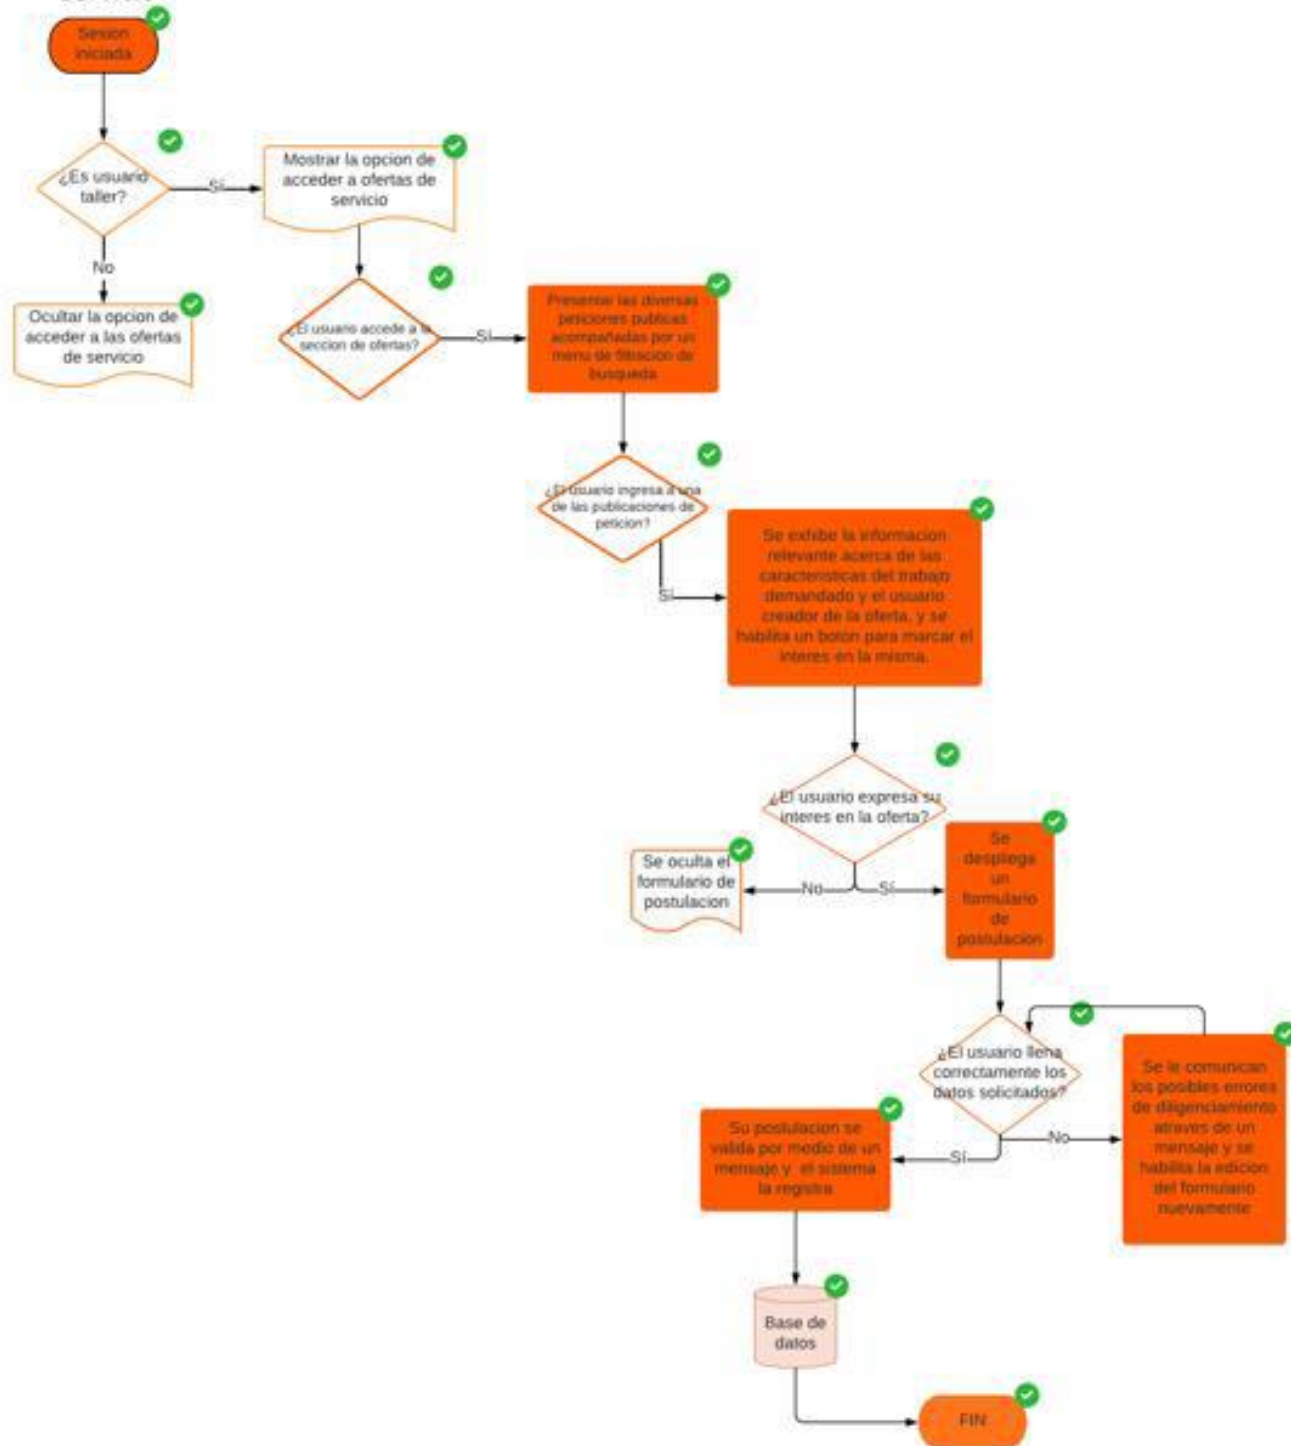 Sesion
iniciada
¿Es usuario
taller?
Sí
Mostrar la opcion de
acceder a ofertas de
servicio
No
Ocultar la opcion de
acceder a las ofertas
de servicio
¿El usuario accede a la
seccion de ofertas?
Sí
Presentar las diversas
peticiones publicas
acompañadas por un
menu de filtracion de
busqueda
¿El usuario ingresa a una
de las publicaciones de
peticion?
Sí
Se exhibe la informacion
relevante acerca de las
caracteristicas del trabajo
demandado y el usuario
creador de la oferta, y se
habilita un boton para marcar el
interes en la misma.
¿El usuario expresa su
interes en la oferta?
No
Sí
Se oculta el
formulario de
postulacion
Se
despliega
un
formulario
de
postulacion
¿El usuario llena
correctamente los
datos solicitados?
No
Sí
Se le comunican
los posibles errores
de diligenciamiento
atraves de un
mensaje y se
habilita la edicion
del formulario
nuevamente
Su postulacion se
valida por medio de un
mensaje y el sistema
la registra
Base de
datos
FIN